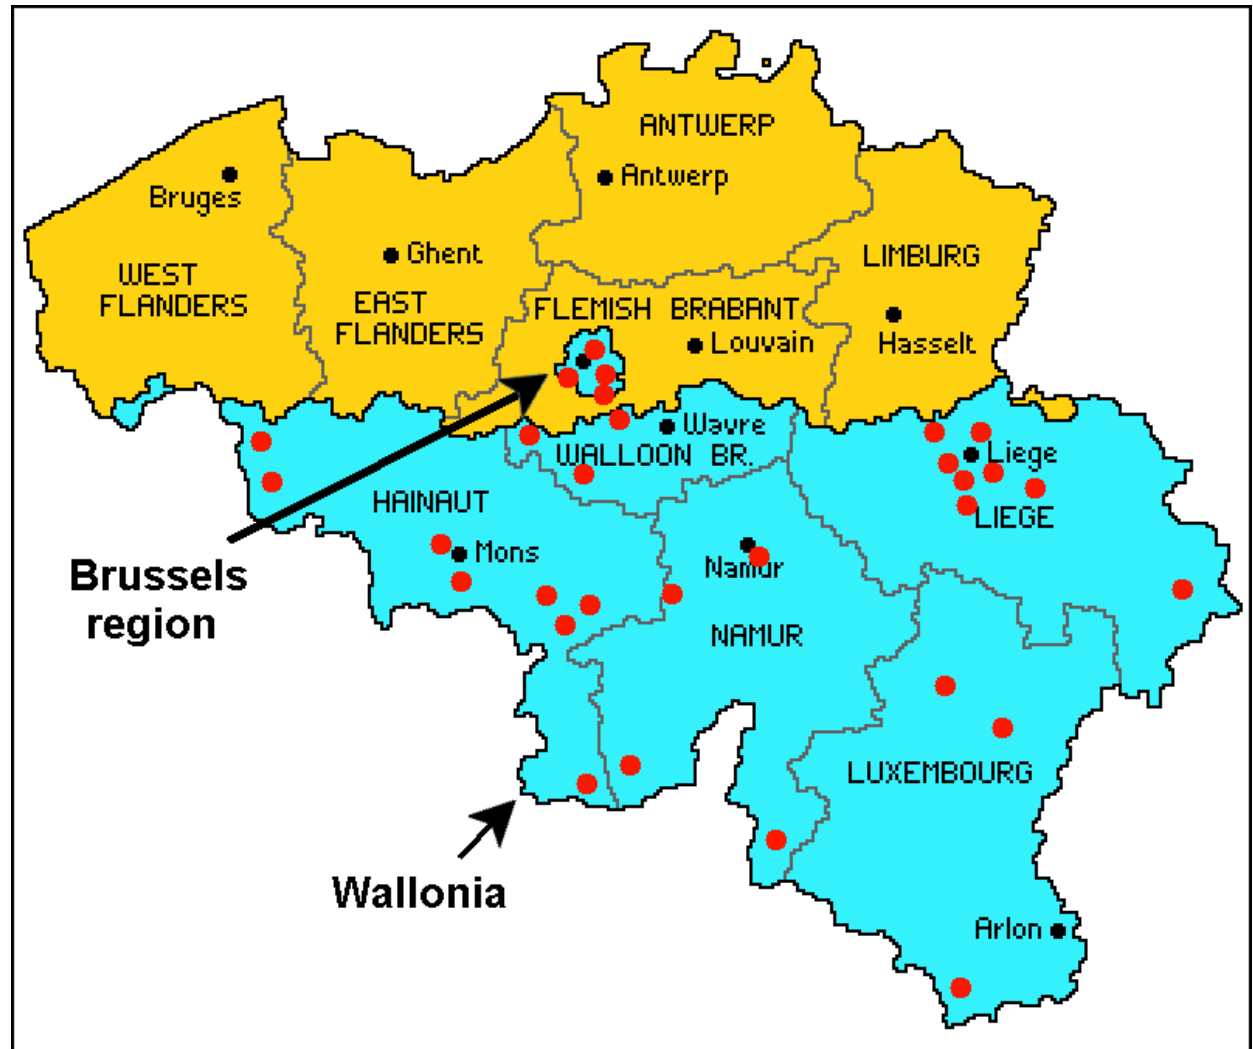 ANTWERP
Antwerp
Bruges
Ghent
LIMBURG
WEST
FLANDERS
EAST
FLANDERS
FLEMISH BRABANT
Louvain
Hasselt
Wavre
WALLOON BR.
Liege
LIEGE
HAINAUT
Mons
Namur
NAMUR
Brussels
region
LUXEMBOURG
Wallonia
Arlon